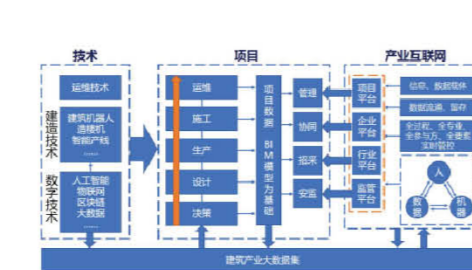 技术
运维技术
建造技术
建筑机器人
造楼机
智能产线
......
数字技术
人工智能
物联网
区块链
大数据
......
项目
运维
施工
生产
设计
决策
项目数据 BIM模型为基础
管理
协同
招采
安监
产业互联网
项目
平台
企业
平台
行业
平台
监管
平台
信息、数据载体
数据流通、留存
全过程、全专业、
全参与方、全要素
实时管控
人
数据
机器
建筑产业大数据集